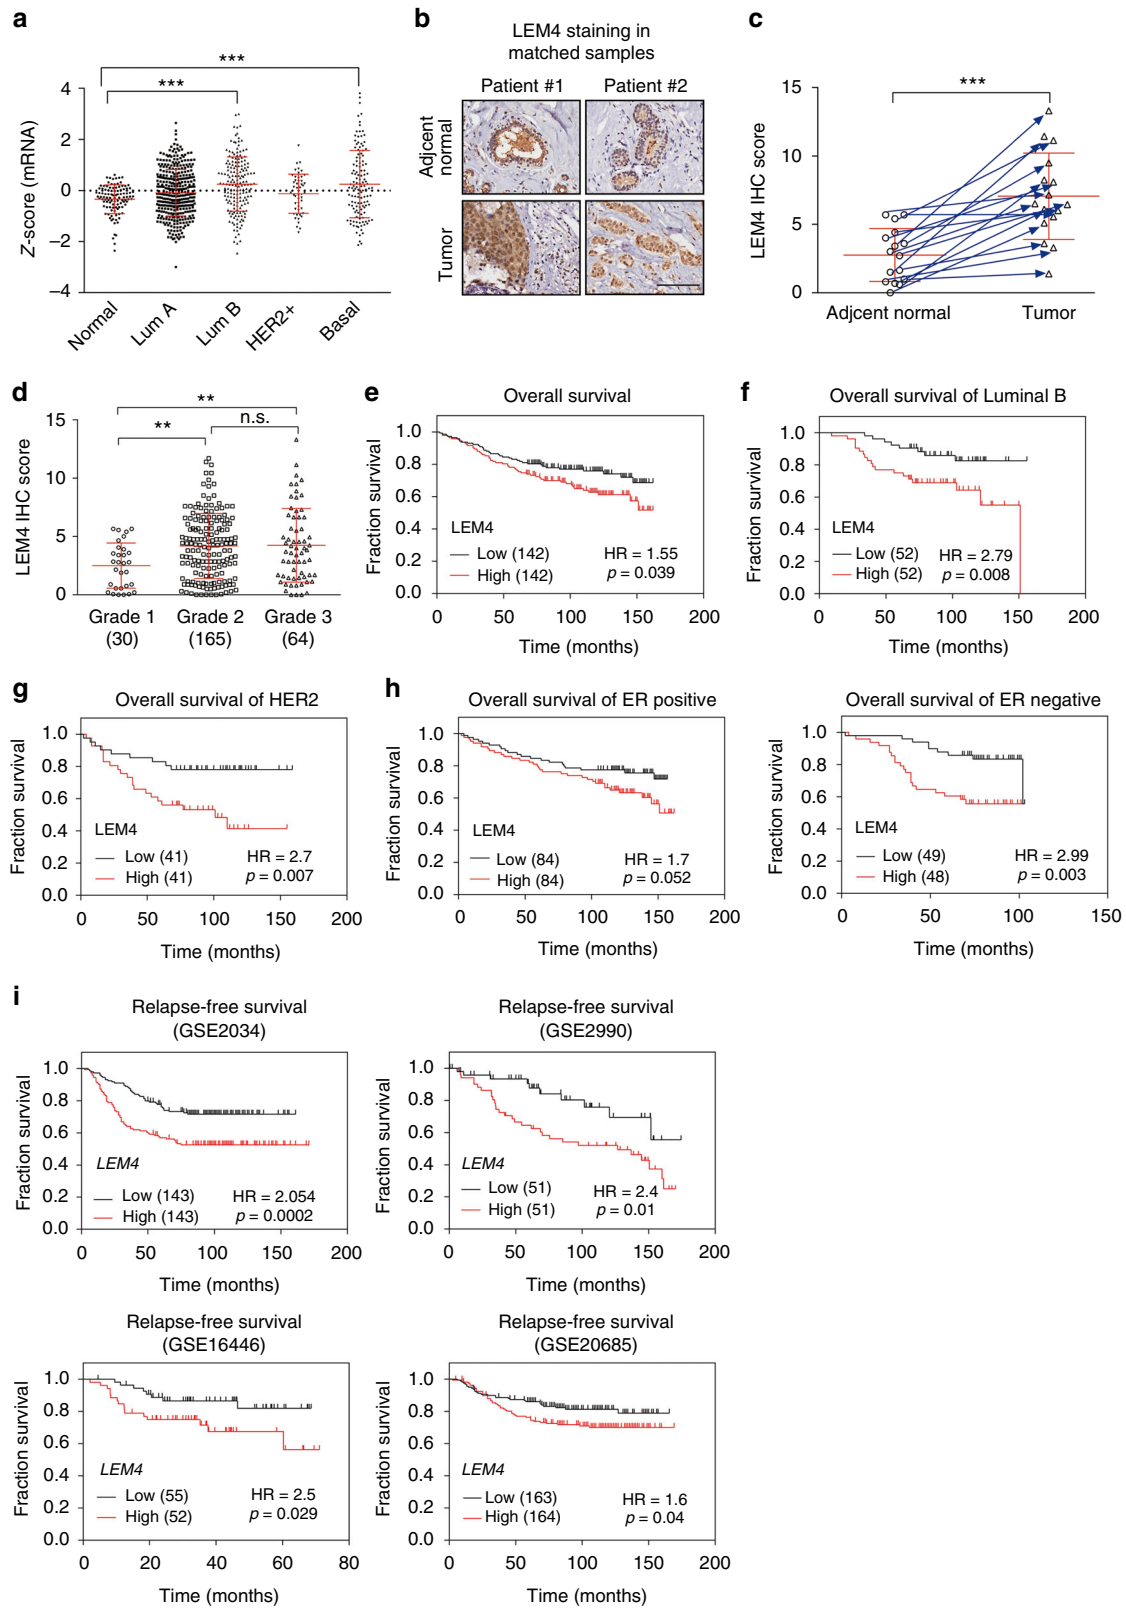 a
***
***
4
2
0
−2
−4
Z-score (mRNA)
Normal
Lum A
Lum B
HER2+
Basal
b
LEM4 staining in
matched samples
Patient #1
Patient #2
Adjcent
normal
Tumor
c
***
15
10
5
0
LEM4 IHC score
Adjcent normal
Tumor
d
**
**
n.s.
15
10
5
0
LEM4 IHC score
Grade 1
(30)
Grade 2
(165)
Grade 3
(64)
e
Overall survival
1.0
0.8
0.6
0.4
0.2
0.0
Fraction survival
LEM4
Low (142)
High (142)
HR = 1.55
p = 0.039
0 50 100 150 200
Time (months)
f
Overall survival of Luminal B
1.0
0.8
0.6
0.4
0.2
0.0
Fraction survival
LEM4
Low (52)
High (52)
HR = 2.79
p = 0.008
0 50 100 150 200
Time (months)
g
Overall survival of HER2
1.0
0.8
0.6
0.4
0.2
0.0
Fraction survival
LEM4
Low (41)
High (41)
HR = 2.7
p = 0.007
0 50 100 150 200
Time (months)
h
Overall survival of ER positive
1.0
0.8
0.6
0.4
0.2
0.0
Fraction survival
LEM4
Low (84)
High (84)
HR = 1.7
p = 0.052
0 50 100 150 200
Time (months)
Overall survival of ER negative
1.0
0.8
0.6
0.4
0.2
0.0
Fraction survival
LEM4
Low (49)
High (48)
HR = 2.99
p = 0.003
0 50 100 150
Time (months)
i
Relapse-free survival
(GSE2034)
1.0
0.8
0.6
0.4
0.2
0.0
Fraction survival
LEM4
Low (143)
High (143)
HR = 2.054
p = 0.0002
0 50 100 150 200
Time (months)
Relapse-free survival
(GSE2990)
1.0
0.8
0.6
0.4
0.2
0.0
Fraction survival
LEM4
Low (51)
High (51)
HR = 2.4
p = 0.01
0 50 100 150 200
Time (months)
Relapse-free survival
(GSE16446)
1.0
0.8
0.6
0.4
0.2
0.0
Fraction survival
LEM4
Low (55)
High (52)
HR = 2.5
p = 0.029
0 20 40 60 80
Time (months)
Relapse-free survival
(GSE20685)
1.0
0.8
0.6
0.4
0.2
0.0
Fraction survival
LEM4
Low (163)
High (164)
HR = 1.6
p = 0.04
0 50 100 150 200
Time (months)